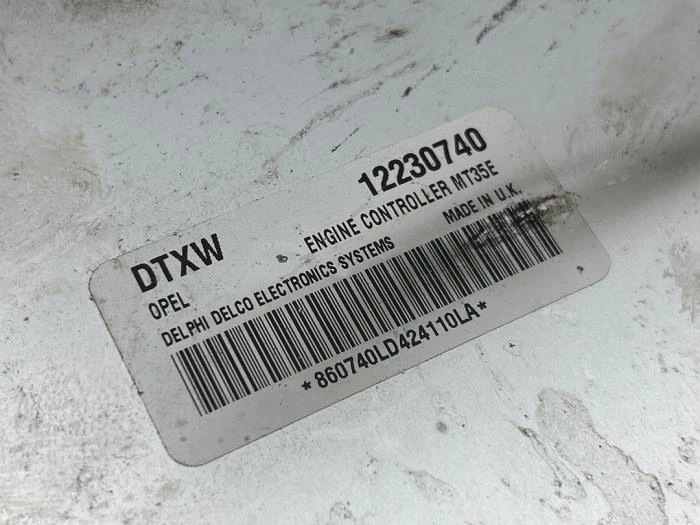 12230740
DTXW
ENGINE CONTROLLER MT35E
OPEL
MADE IN U.K.
DELPHI DELCO ELECTRONICS SYSTEMS
*860740LD424110LA*